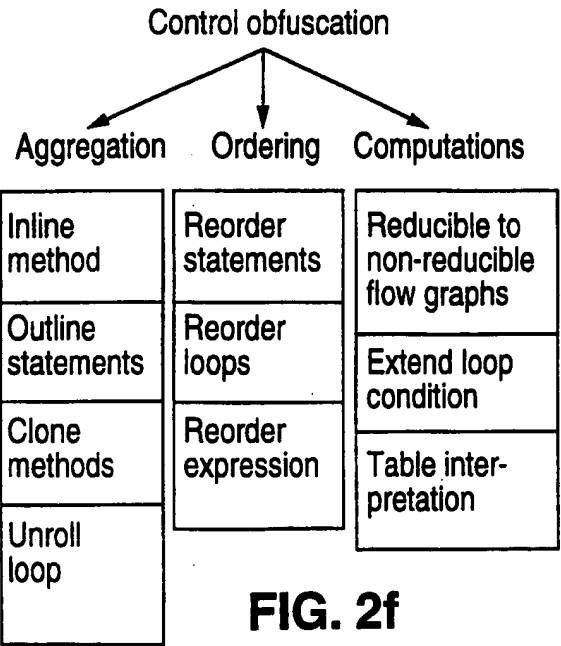 Control obfuscation
Aggregation
Ordering
Computations
Inline
method
Outline
statements
Clone
methods
Unroll
loop
Reorder
statements
Reorder
loops
Reorder
expression
Reducible to
non-reducible
flow graphs
Extend loop
condition
Table inter-
pretation
FIG. 2f